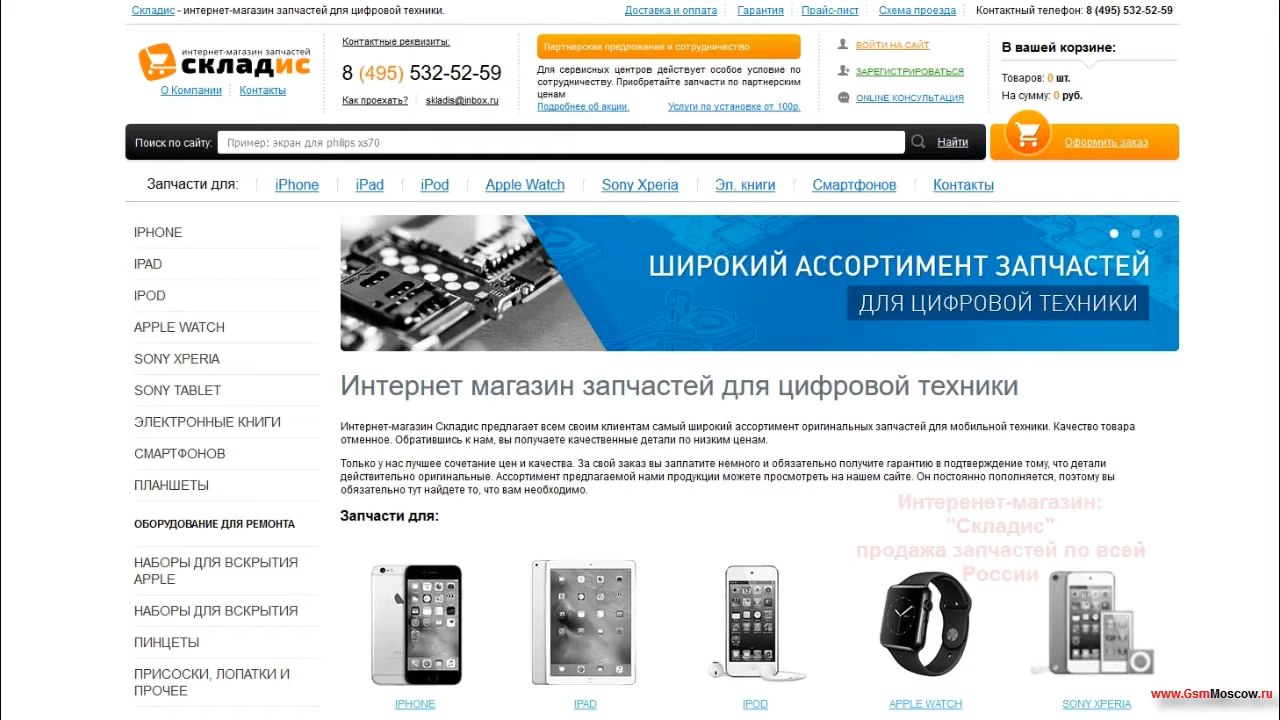 Складис - интернет-магазин запчастей для цифровой техники.
Доставка и оплата
Гарантия
Прайс-лист
Схема проезда
Контактный телефон: 8 (495) 532-52-59
интернет-магазин запчастей
складис
О Компании
Контакты
Контактные реквизиты:
8 (495) 532-52-59
Как проехать?
skladis@inbox.ru
Партнерские предложения и сотрудничество
Для сервисных центров действует особое условие по
сотрудничеству. Приобретайте запчасти по партнерским
ценам
Подробнее об акции.
Услуги по установке от 100р.
ВОЙТИ НА САЙТ
ЗАРЕГИСТРИРОВАТЬСЯ
ONLINE КОНСУЛЬТАЦИЯ
В вашей корзине:
Товаров: 0 шт.
На сумму: 0 руб.
Поиск по сайту:
Пример: экран для philips xs70
Найти
Оформить заказ
Запчасти для:
iPhone
iPad
iPod
Apple Watch
Sony Xperia
Эл. книги
Смартфонов
Контакты
IPHONE
IPAD
IPOD
APPLE WATCH
SONY XPERIA
SONY TABLET
ЭЛЕКТРОННЫЕ КНИГИ
СМАРТФОНОВ
ПЛАНШЕТЫ
ОБОРУДОВАНИЕ ДЛЯ РЕМОНТА
НАБОРЫ ДЛЯ ВСКРЫТИЯ
APPLE
НАБОРЫ ДЛЯ ВСКРЫТИЯ
ПИНЦЕТЫ
ПРИСОСКИ, ЛОПАТКИ И
ПРОЧЕЕ
ШИРОКИЙ АССОРТИМЕНТ ЗАПЧАСТЕЙ
ДЛЯ ЦИФРОВОЙ ТЕХНИКИ
Интернет магазин запчастей для цифровой техники
Интернет-магазин Складис предлагает всем своим клиентам самый широкий ассортимент оригинальных запчастей для мобильной техники. Качество товара
отменное. Обратившись к нам, вы получаете качественные детали по низким ценам.
Только у нас лучшее сочетание цен и качества. За свой заказ вы заплатите немного и обязательно получите гарантию в подтверждение тому, что детали
действительно оригинальные. Ассортимент предлагаемой нами продукции можете просмотреть на нашем сайте. Он постоянно пополняется, поэтому вы
обязательно тут найдете то, что вам необходимо.
Интеренет-магазин:
"Складис"
продажа запчастей по всей
России
Запчасти для:
IPHONE
IPAD
IPOD
APPLE WATCH
SONY XPERIA
www.GsmMoscow.ru